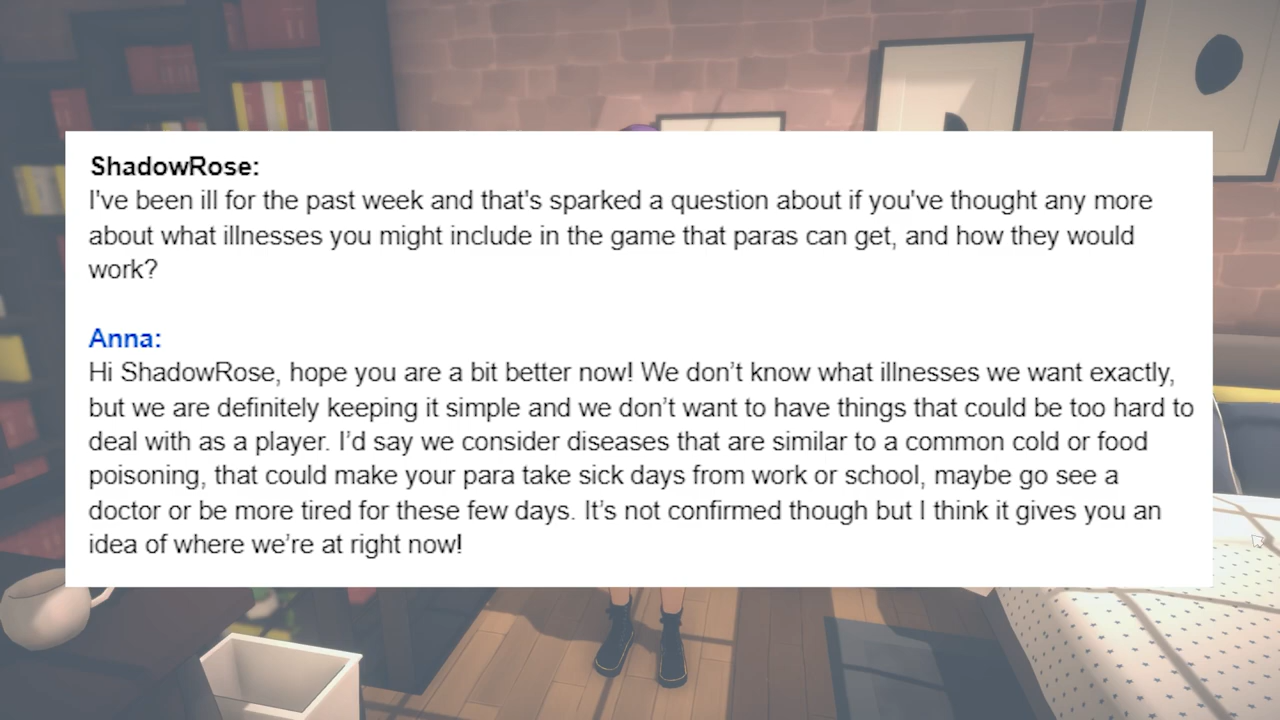 ShadowRose:
I've been ill for the past week and that's sparked a question about if you've thought any more
about what illnesses you might include in the game that paras can get, and how they would
work?
Anna:
Hi ShadowRose, hope you are a bit better now! We don’t know what illnesses we want exactly,
but we are definitely keeping it simple and we don’t want to have things that could be too hard to
deal with as a player. I’d say we consider diseases that are similar to a common cold or food
poisoning, that could make your para take sick days from work or school, maybe go see a
doctor or be more tired for these few days. It’s not confirmed though but I think it gives you an
idea of where we’re at right now!